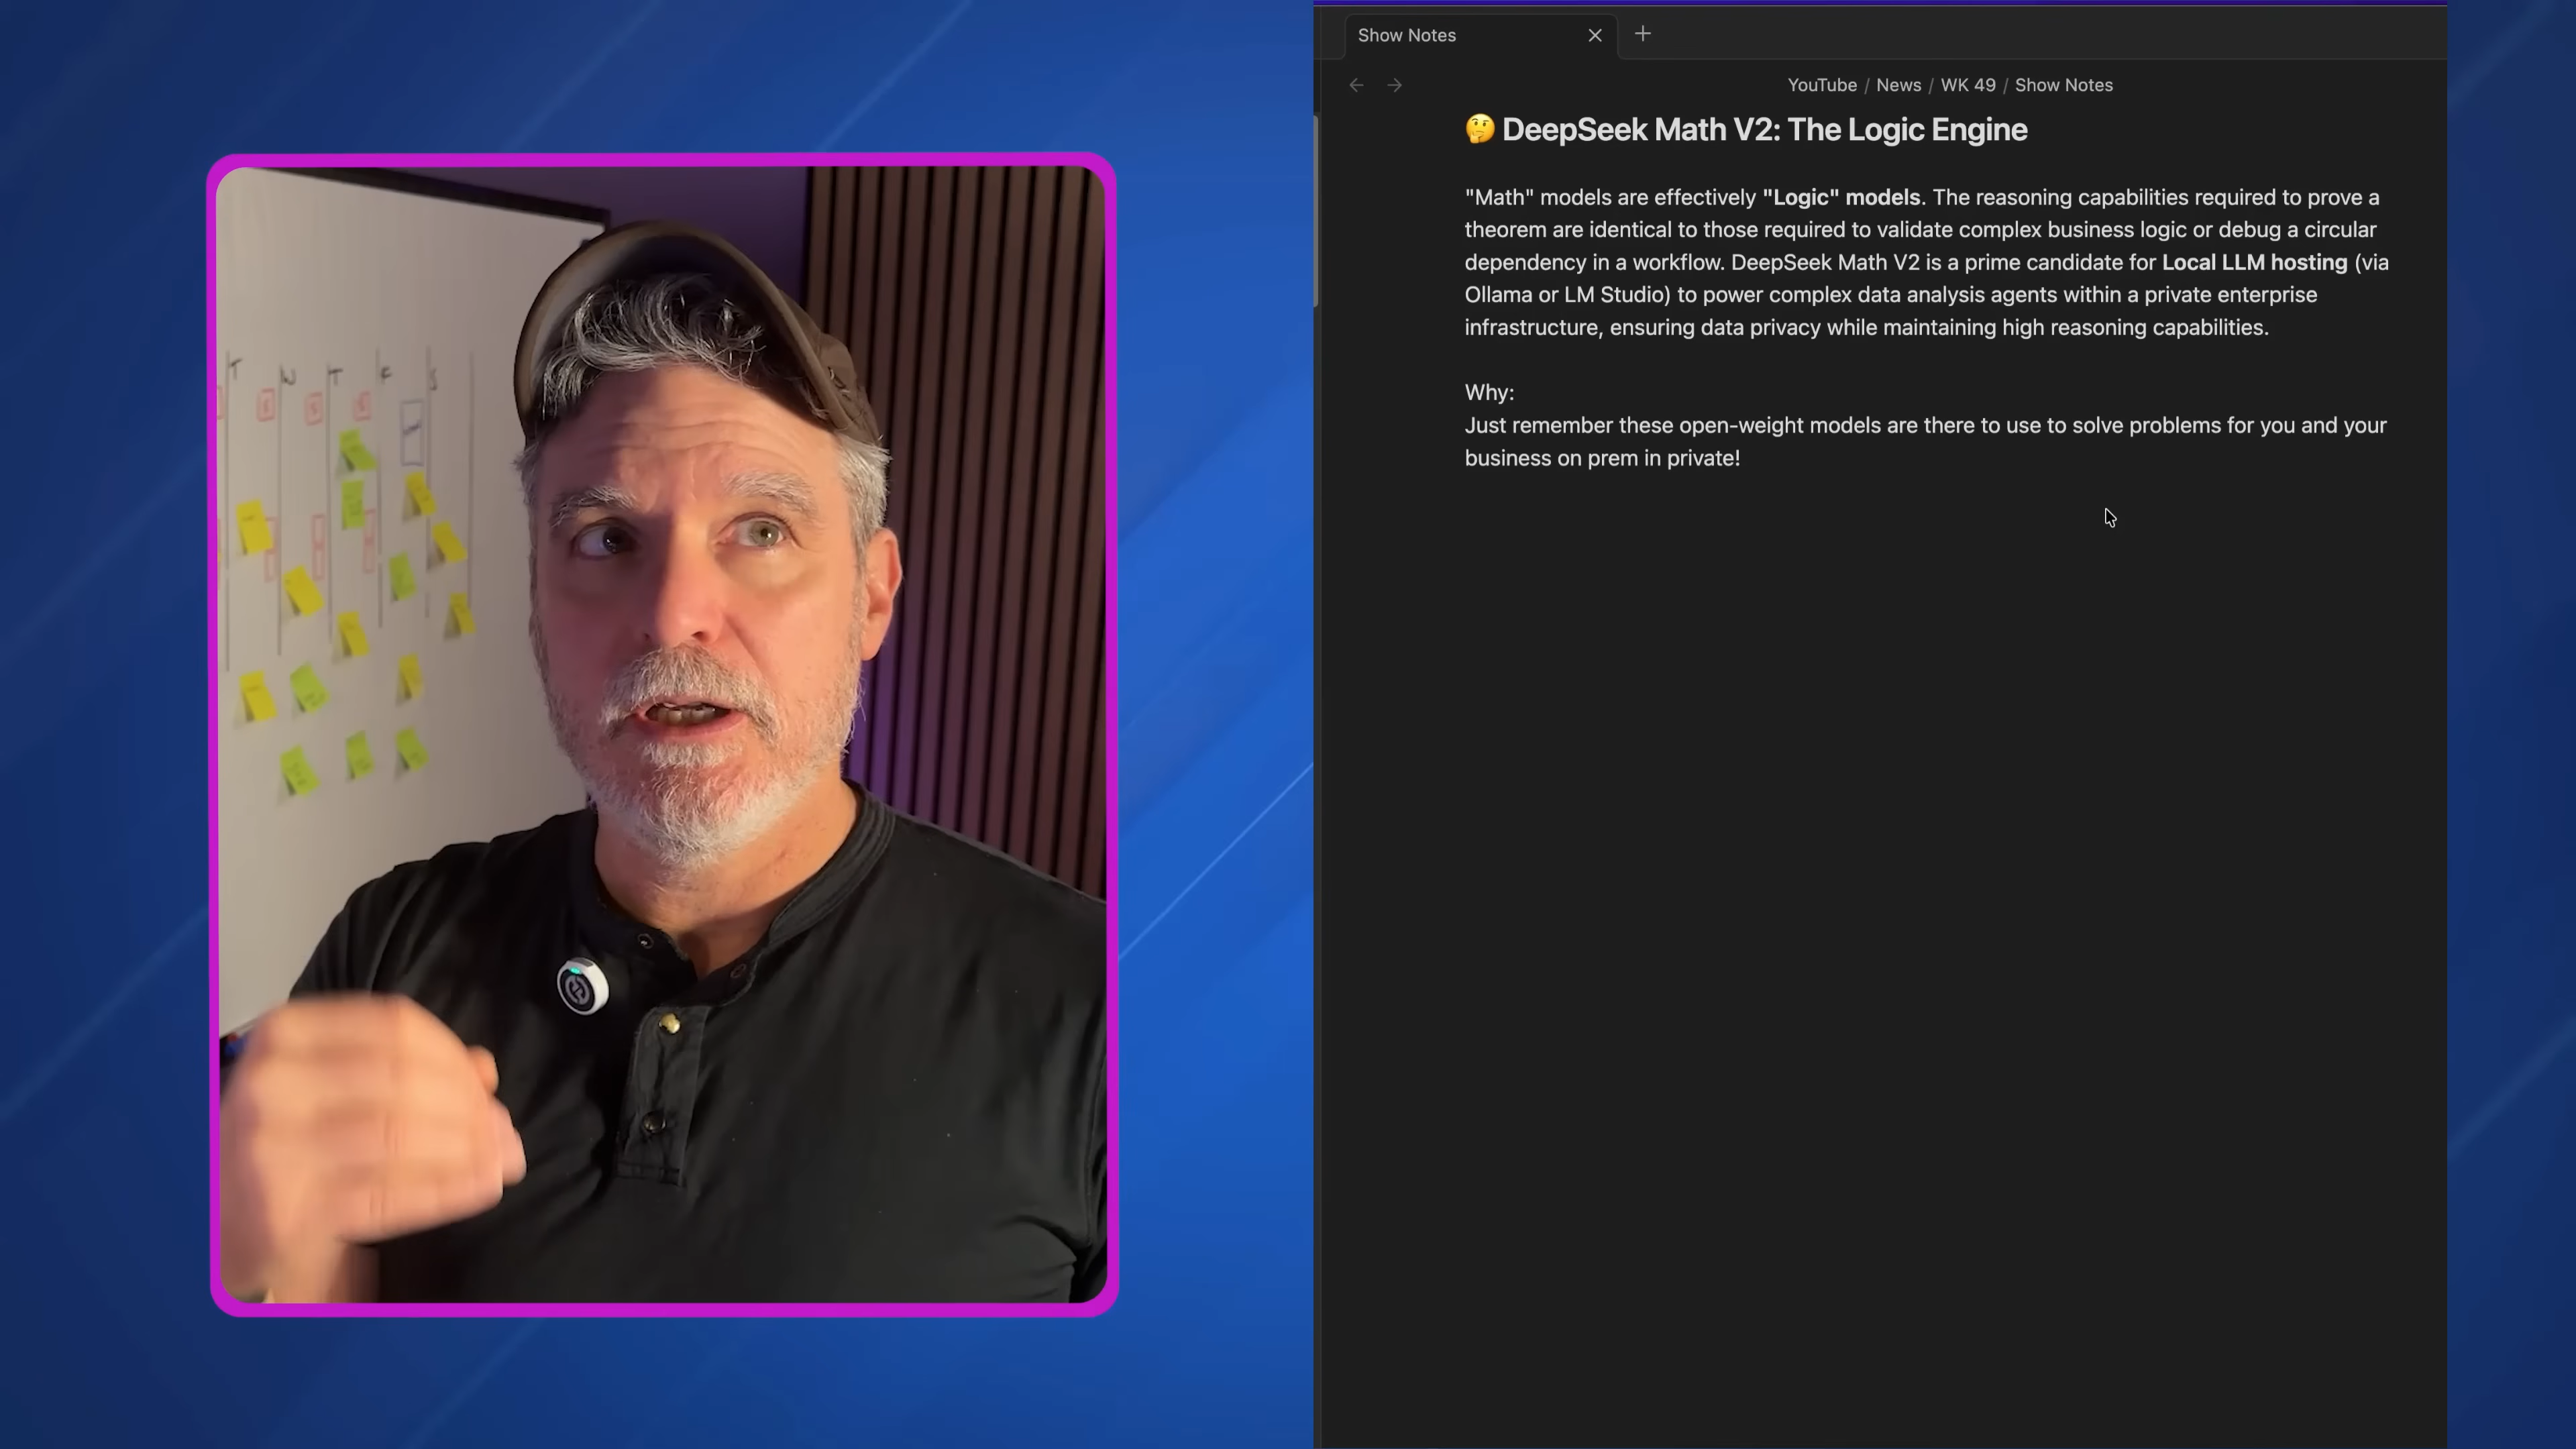 Show Notes
YouTube / News / WK 49 / Show Notes
🤔 DeepSeek Math V2: The Logic Engine
"Math" models are effectively "Logic" models. The reasoning capabilities required to prove a
theorem are identical to those required to validate complex business logic or debug a circular
dependency in a workflow. DeepSeek Math V2 is a prime candidate for Local LLM hosting (via
Ollama or LM Studio) to power complex data analysis agents within a private enterprise
infrastructure, ensuring data privacy while maintaining high reasoning capabilities.
Why:
Just remember these open-weight models are there to use to solve problems for you and your
business on prem in private!
T W T F S